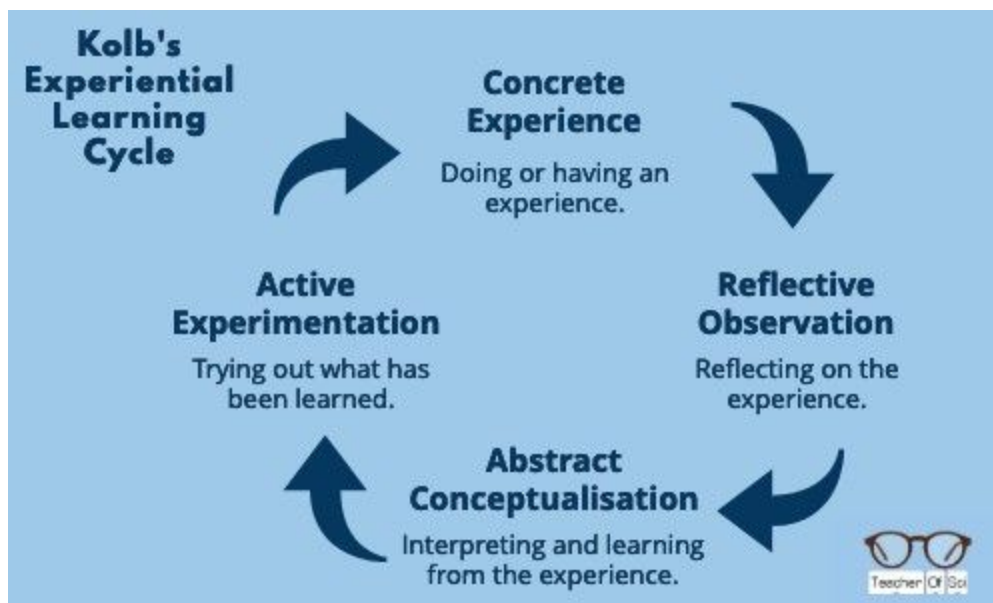 Kolb's
Experiential
Learning
Cycle
Concrete
Experience
Doing or having an
experience.
Reflective
Observation
Reflecting on the
experience.
Abstract
Conceptualisation
Interpreting and learning
from the experience.
Active
Experimentation
Trying out what has
been learned.
Teacher Of Sci